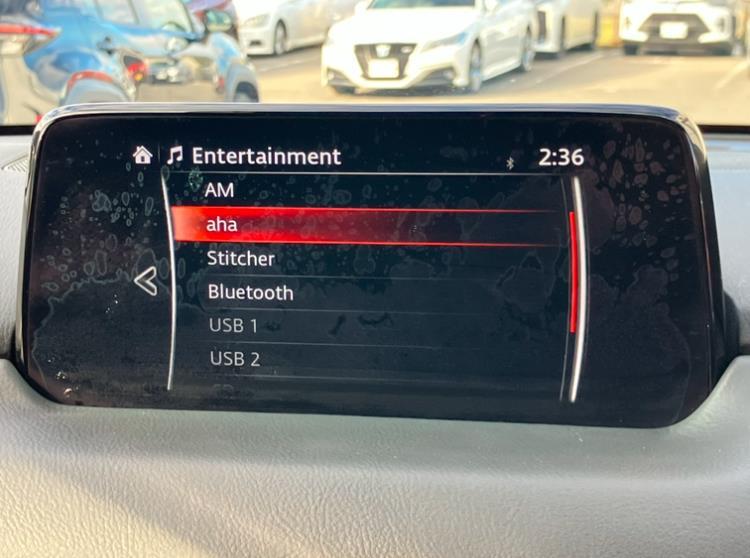 Entertainment
2:36
AM
aha
Stitcher
Bluetooth
USB 1
USB 2